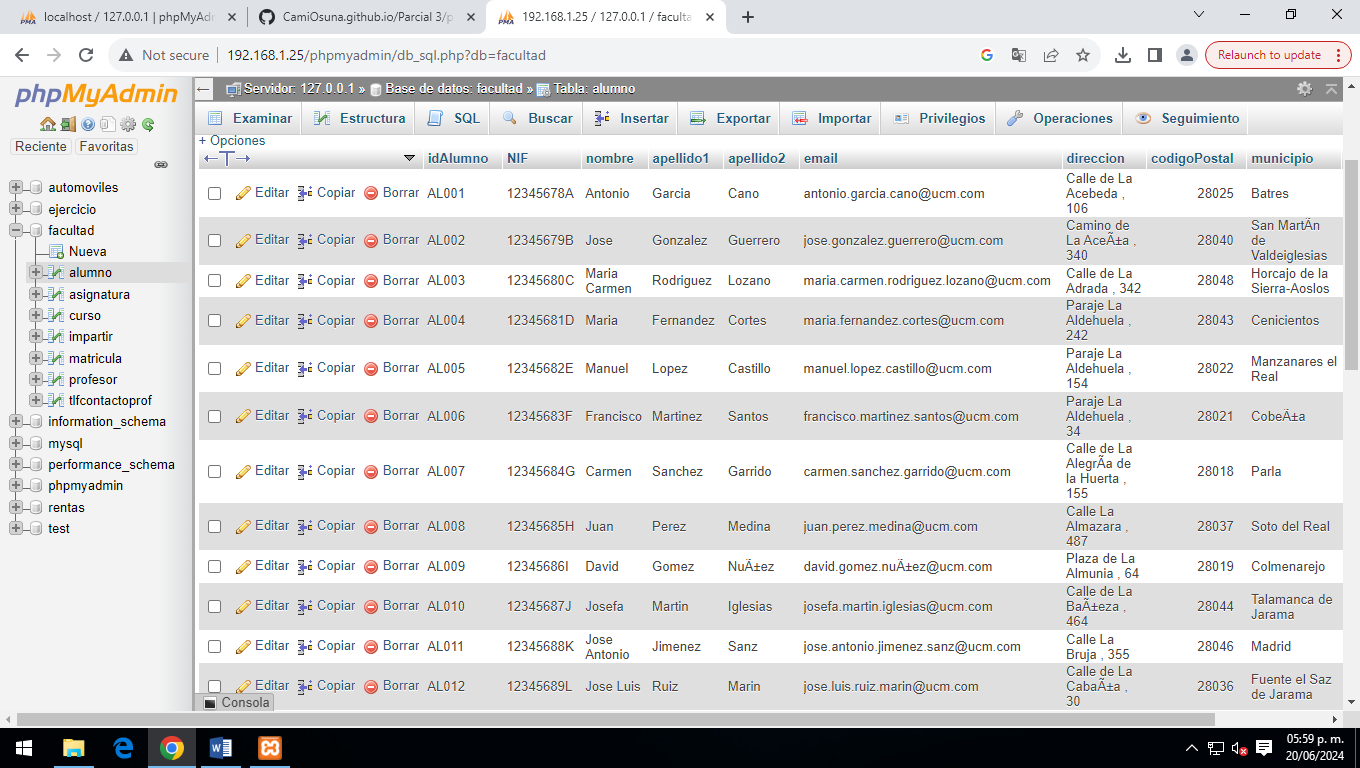 localhost / 127.0.0.1 | phpMyAdr
CamiOsuna.github.io/Parcial 3/p
192.168.1.25 / 127.0.0.1 / faculta
Not secure
192.168.1.25/phpmyadmin/db_sql.php?db=facultad
Relaunch to update
phpMyAdmin
Reciente Favoritas
automoviles
ejercicio
facultad
Nueva
alumno
asignatura
curso
impartir
matricula
profesor
tlfcontactoprof
information_schema
mysql
performance_schema
phpmyadmin
rentas
test
Servidor: 127.0.0.1 » Base de datos: facultad » Tabla: alumno
Examinar Estructura SQL Buscar Insertar Exportar Importar Privilegios Operaciones Seguimiento
+ Opciones
←T→ idAlumno NIF nombre apellido1 apellido2 email direccion codigoPostal municipio
Editar Copiar Borrar AL001 12345678A Antonio Garcia Cano antonio.garcia.cano@ucm.com Calle de La Acebeda , 106 28025 Batres
Editar Copiar Borrar AL002 12345679B Jose Gonzalez Guerrero jose.gonzalez.guerrero@ucm.com Camino de La AceÃ±a , 340 28040 San MartÃn de Valdeiglesias
Editar Copiar Borrar AL003 12345680C Maria Carmen Rodriguez Lozano maria.carmen.rodriguez.lozano@ucm.com Calle de La Adrada , 342 28048 Horcajo de la Sierra-Aoslos
Editar Copiar Borrar AL004 12345681D Maria Fernandez Cortes maria.fernandez.cortes@ucm.com Paraje La Aldehuela , 242 28043 Cenicientos
Editar Copiar Borrar AL005 12345682E Manuel Lopez Castillo manuel.lopez.castillo@ucm.com Paraje La Aldehuela , 154 28022 Manzanares el Real
Editar Copiar Borrar AL006 12345683F Francisco Martinez Santos francisco.martinez.santos@ucm.com Paraje La Aldehuela , 34 28021 CobeÃ±a
Editar Copiar Borrar AL007 12345684G Carmen Sanchez Garrido carmen.sanchez.garrido@ucm.com Calle de La AlegrÃa de la Huerta , 155 28018 Parla
Editar Copiar Borrar AL008 12345685H Juan Perez Medina juan.perez.medina@ucm.com Calle La Almazara , 487 28037 Soto del Real
Editar Copiar Borrar AL009 12345686I David Gomez NuÃ±ez david.gomez.nuÃ±ez@ucm.com Plaza de La Almunia , 64 28019 Colmenarejo
Editar Copiar Borrar AL010 12345687J Josefa Martin Iglesias josefa.martin.iglesias@ucm.com Calle de La BaÃ±eza , 464 28044 Talamanca de Jarama
Editar Copiar Borrar AL011 12345688K Jose Antonio Jimenez Sanz jose.antonio.jimenez.sanz@ucm.com Calle La Bruja , 355 28046 Madrid
Editar Copiar Borrar AL012 12345689L Jose Luis Ruiz Marin jose.luis.ruiz.marin@ucm.com Calle de La CabaÃ±a , 30 28036 Fuente el Saz de Jarama
Consola
05:59 p. m.
20/06/2024